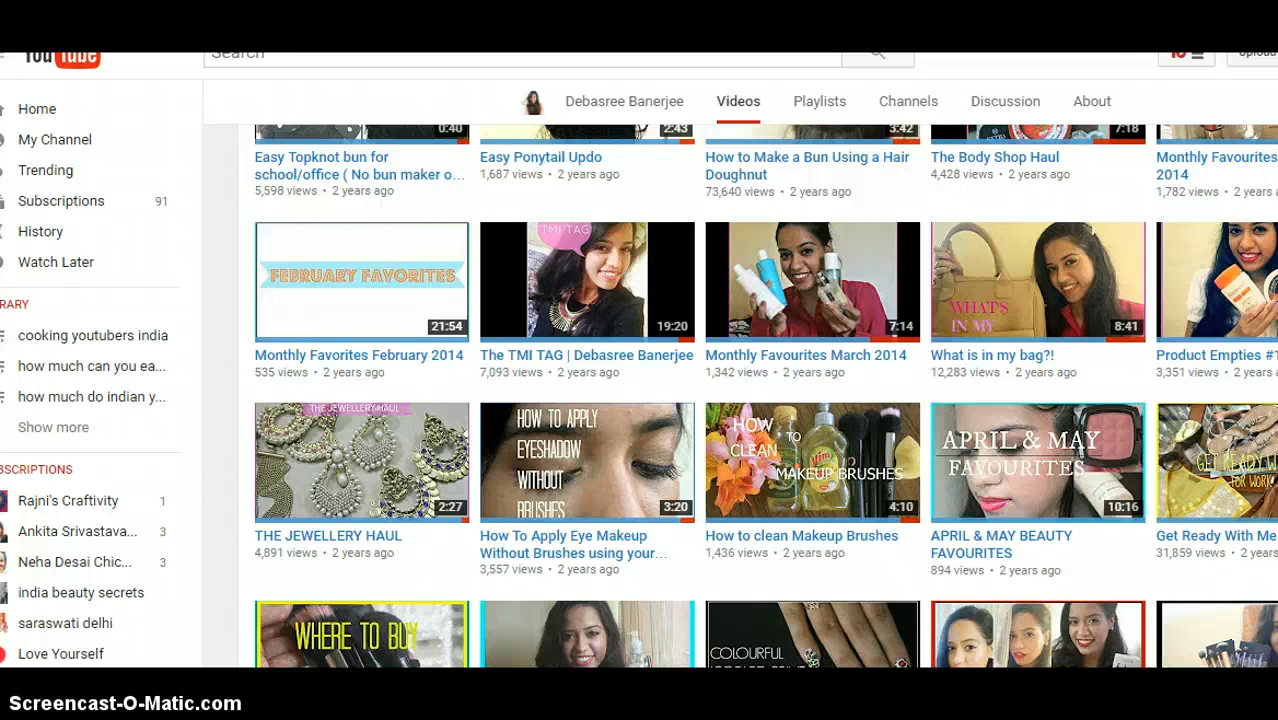 YouTube
Search
10
Upload
Home
My Channel
Trending
Subscriptions 91
History
Watch Later
RARY
cooking youtubers india
how much can you ea...
how much do indian y...
Show more
BSCRIPTIONS
Rajni's Craftivity 1
Ankita Srivastava... 3
Neha Desai Chic... 3
india beauty secrets
saraswati delhi
Love Yourself
Debasree Banerjee Videos Playlists Channels Discussion About
0:40 2:43 3:42 7:18
Easy Topknot bun for
school/office ( No bun maker o...
5,598 views • 2 years ago
Easy Ponytail Updo
1,687 views • 2 years ago
How to Make a Bun Using a Hair
Doughnut
73,640 views • 2 years ago
The Body Shop Haul
4,428 views • 2 years ago
Monthly Favourites
2014
1,782 views • 2 years a
FEBRUARY FAVORITES
21:54
Monthly Favorites February 2014
535 views • 2 years ago
TMI TAG
19:20
The TMI TAG | Debasree Banerjee
7,093 views • 2 years ago
7:14
Monthly Favourites March 2014
1,342 views • 2 years ago
WHAT'S
IN MY
8:41
What is in my bag?!
12,283 views • 2 years ago
Product Empties #1
3,351 views • 2 years a
THE JEWELLERY HAUL
2:27
THE JEWELLERY HAUL
4,891 views • 2 years ago
HOW TO APPLY
EYESHADOW
WITHOUT
BRUSHES
3:20
How To Apply Eye Makeup
Without Brushes using your...
3,557 views • 2 years ago
HOW
TO
CLEAN
MAKEUP BRUSHES
4:10
How to clean Makeup Brushes
1,436 views • 2 years ago
APRIL & MAY
FAVOURITES
10:16
APRIL & MAY BEAUTY
FAVOURITES
894 views • 2 years ago
GET READY W
FOR WORK
Get Ready With Me
31,859 views • 2 years
WHERE TO BUY
COLOURFUL
Screencast-O-Matic.com